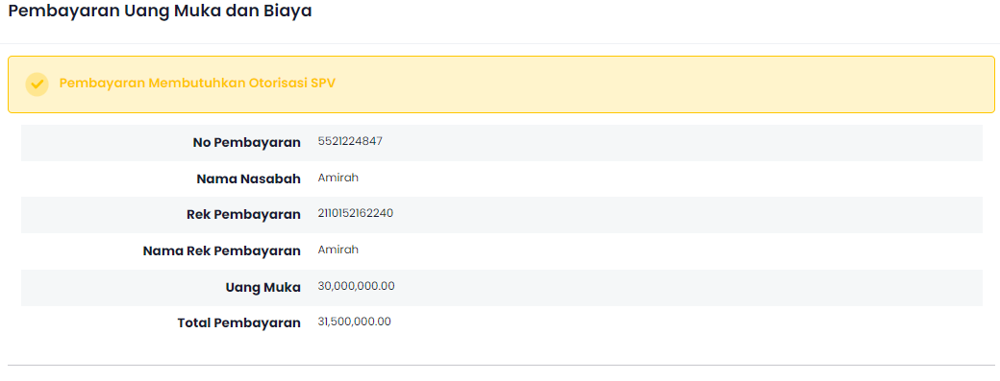 Pembayaran Uang Muka dan Biaya
Pembayaran Membutuhkan Otorisasi SPV
No Pembayaran 5521224847
Nama Nasabah Amirah
Rek Pembayaran 2110152162240
Nama Rek Pembayaran Amirah
Uang Muka 30,000,000.00
Total Pembayaran 31,500,000.00